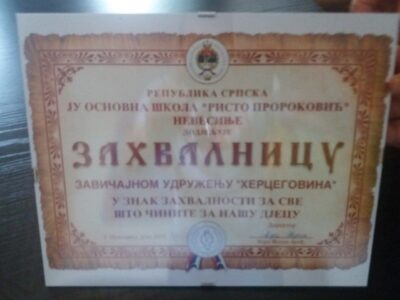 РЕПУБЛИКА СРПСКА
ЈУ ОСНОВНА ШКОЛА "РИСТО ПРОРОКОВИЋ"
НЕВЕСИЊЕ
ДОДЈЕЉУЈЕ
ЗАХВАЛНИЦУ
ЗАВИЧАЈНОМ УДРУЖЕЊУ "ХЕРЦЕГОВИНА"
У ЗНАК ЗАХВАЛНОСТИ ЗА СВЕ
ШТО ЧИНИТЕ ЗА НАШУ ДЈЕЦУ